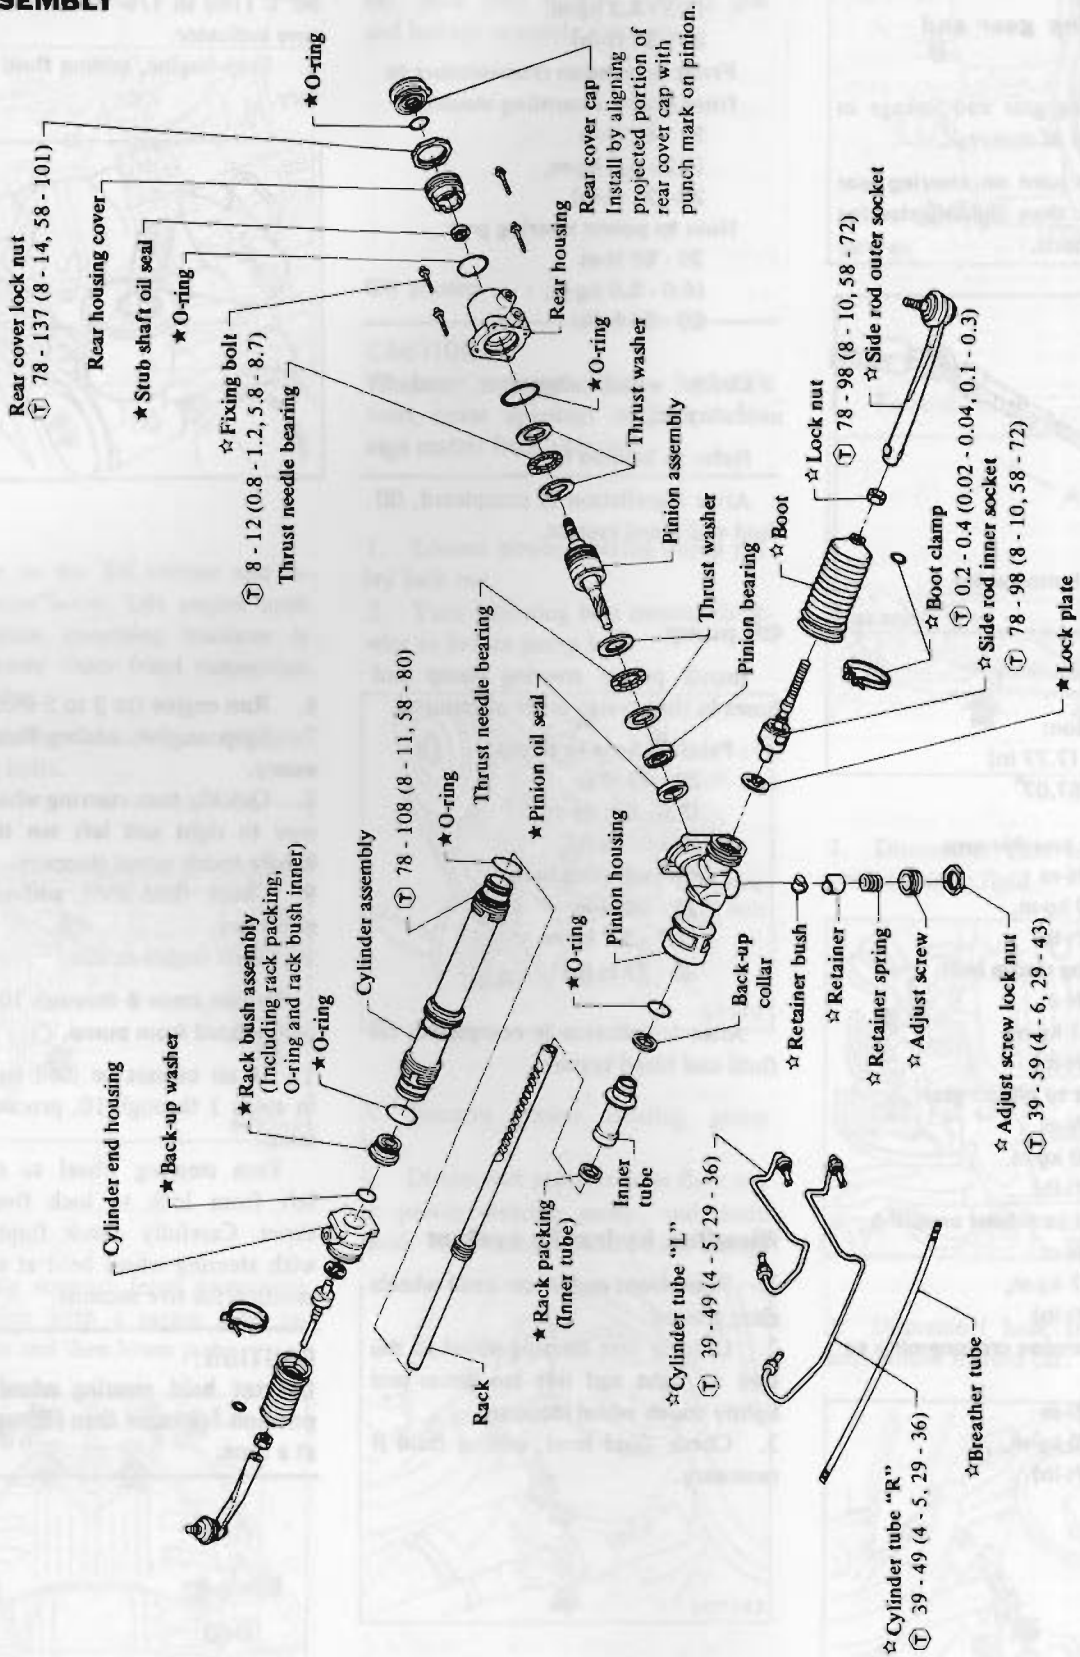 SEMBLY
Rear cover lock nut
Ⓣ 78 - 137 (8 - 14, 58 - 101)
Rear housing cover
★Stub shaft oil seal
★O-ring
☆Fixing bolt
Ⓣ 8 - 12 (0.8 - 1.2, 5.8 - 8.7)
Thrust needle bearing
★O-ring
Rear cover cap
Install by aligning
projected portion of
rear cover cap with
punch mark on pinion.
Rear housing
★O-ring
Thrust washer
Pinion assembly
Thrust washer
Pinion bearing
Thrust needle bearing
★Pinion oil seal
☆Lock nut
Ⓣ 78 - 98 (8 - 10, 58 - 72)
☆Side rod outer socket
☆Boot
☆Boot clamp
Ⓣ 0.2 - 0.4 (0.02 - 0.04, 0.1 - 0.3)
☆Side rod inner socket
Ⓣ 78 - 98 (8 - 10, 58 - 72)
★Lock plate
Cylinder end housing
★Back-up washer
★Rack bush assembly
(Including rack packing,
O-ring and rack bush inner)
★O-ring
Cylinder assembly
Ⓣ 78 - 108 (8 - 11, 58 - 80)
★O-ring
Pinion housing
★O-ring
Back-up
collar
☆Retainer bush
☆Retainer
☆Retainer spring
☆Adjust screw
☆Adjust screw lock nut
Ⓣ 39 - 59 (4 - 6, 29 - 43)
Rack
★Rack packing
(Inner tube)
Inner
tube
☆Cylinder tube “L”
Ⓣ 39 - 49 (4 - 5, 29 - 36)
☆Cylinder tube “R”
Ⓣ 39 - 49 (4 - 5, 29 - 36)
☆Breather tube